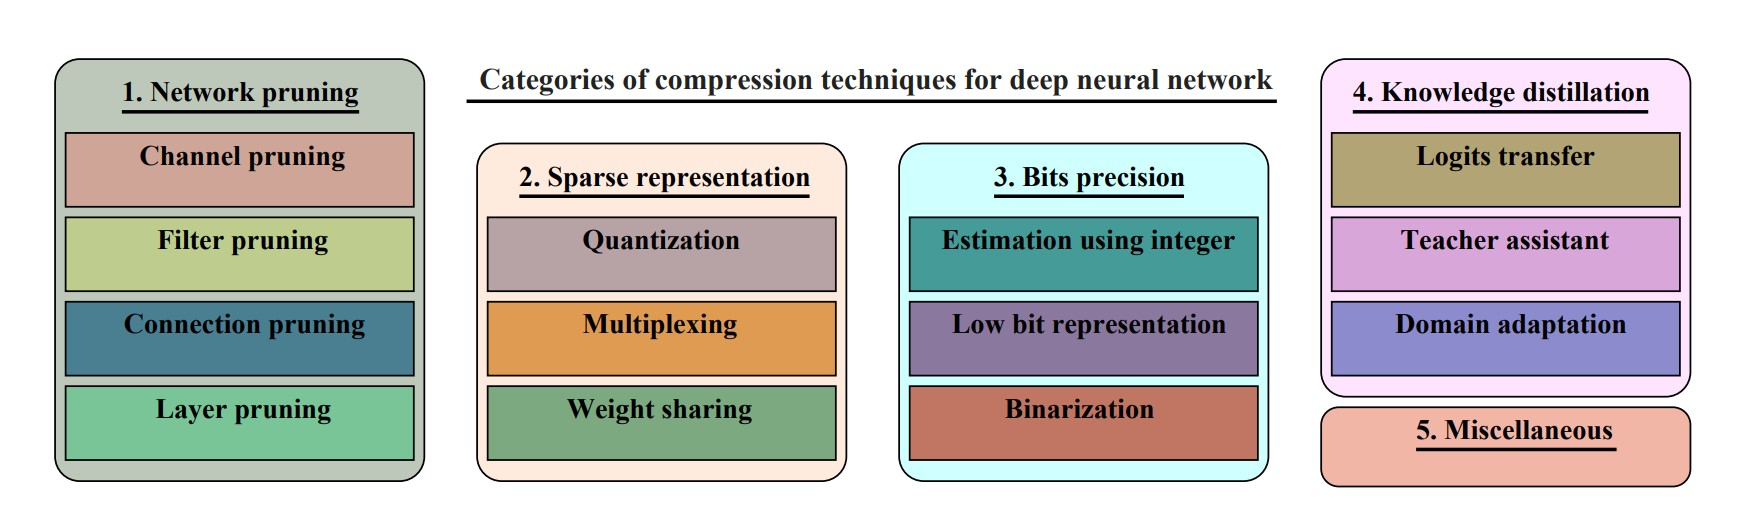 Categories of compression techniques for deep neural network
1. Network pruning
Channel pruning
Filter pruning
Connection pruning
Layer pruning
2. Sparse representation
Quantization
Multiplexing
Weight sharing
3. Bits precision
Estimation using integer
Low bit representation
Binarization
4. Knowledge distillation
Logits transfer
Teacher assistant
Domain adaptation
5. Miscellaneous